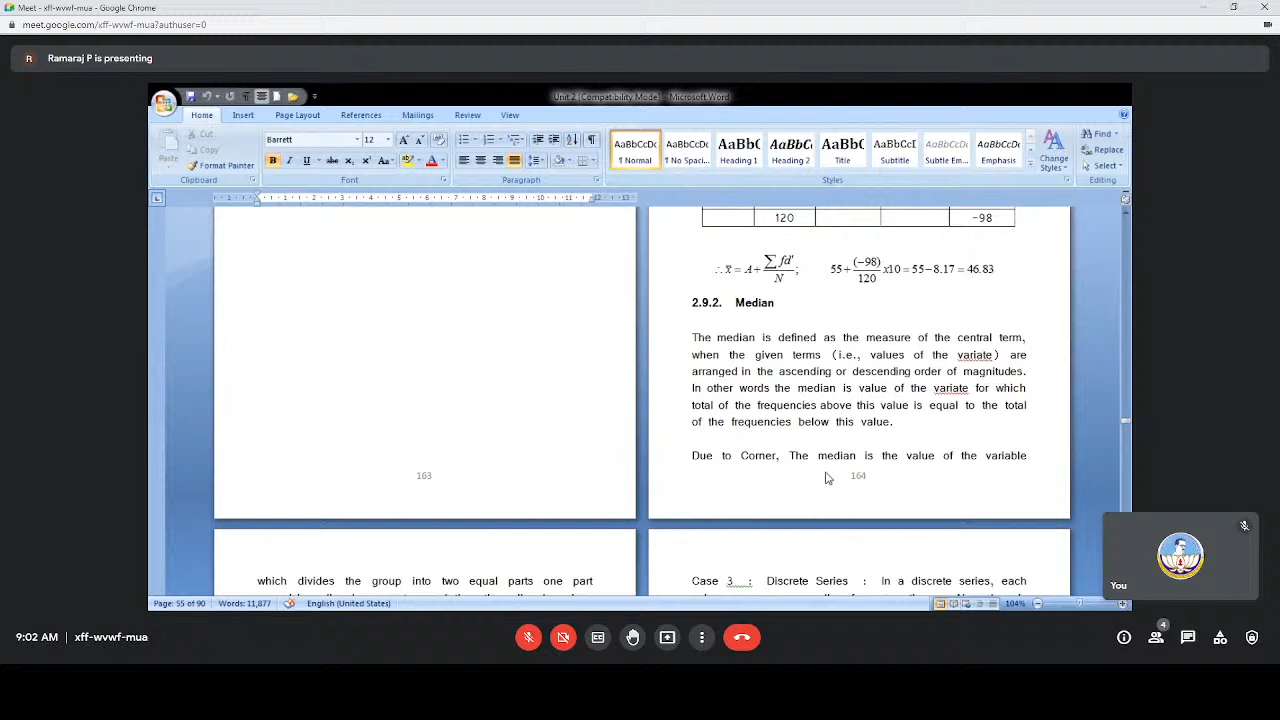 Meet - xff-wvwf-mua - Google Chrome
meet.google.com/xff-wvwf-mua?authuser=0
R Ramaraj P is presenting
Unit 2 [Compatibility Mode] - Microsoft Word
Home Insert Page Layout References Mailings Review View
Paste
Cut
Copy
Format Painter
Clipboard
Barrett 12
Font
Paragraph
AaBbCcDc AaBbCcDc AaBbC AaBbCc AaBb AaBbCcI AaBbCcDa AaBbCcDa
¶ Normal ¶ No Spaci... Heading 1 Heading 2 Title Subtitle Subtle Em... Emphasis
Change Styles
Styles
Find
Replace
Select
Editing
120 −98
∴ x̄ = A + ∑ fd' / N ; 55 + (−98) / 120 x10 = 55 − 8.17 = 46.83
2.9.2. Median
The median is defined as the measure of the central term,
when the given terms (i.e., values of the variate) are
arranged in the ascending or descending order of magnitudes.
In other words the median is value of the variate for which
total of the frequencies above this value is equal to the total
of the frequencies below this value.
Due to Corner, The median is the value of the variable
163
164
which divides the group into two equal parts one part
Case 3 : Discrete Series : In a discrete series, each
You
Page: 55 of 90 Words: 11,877 English (United States) 104%
9:02 AM | xff-wvwf-mua
4